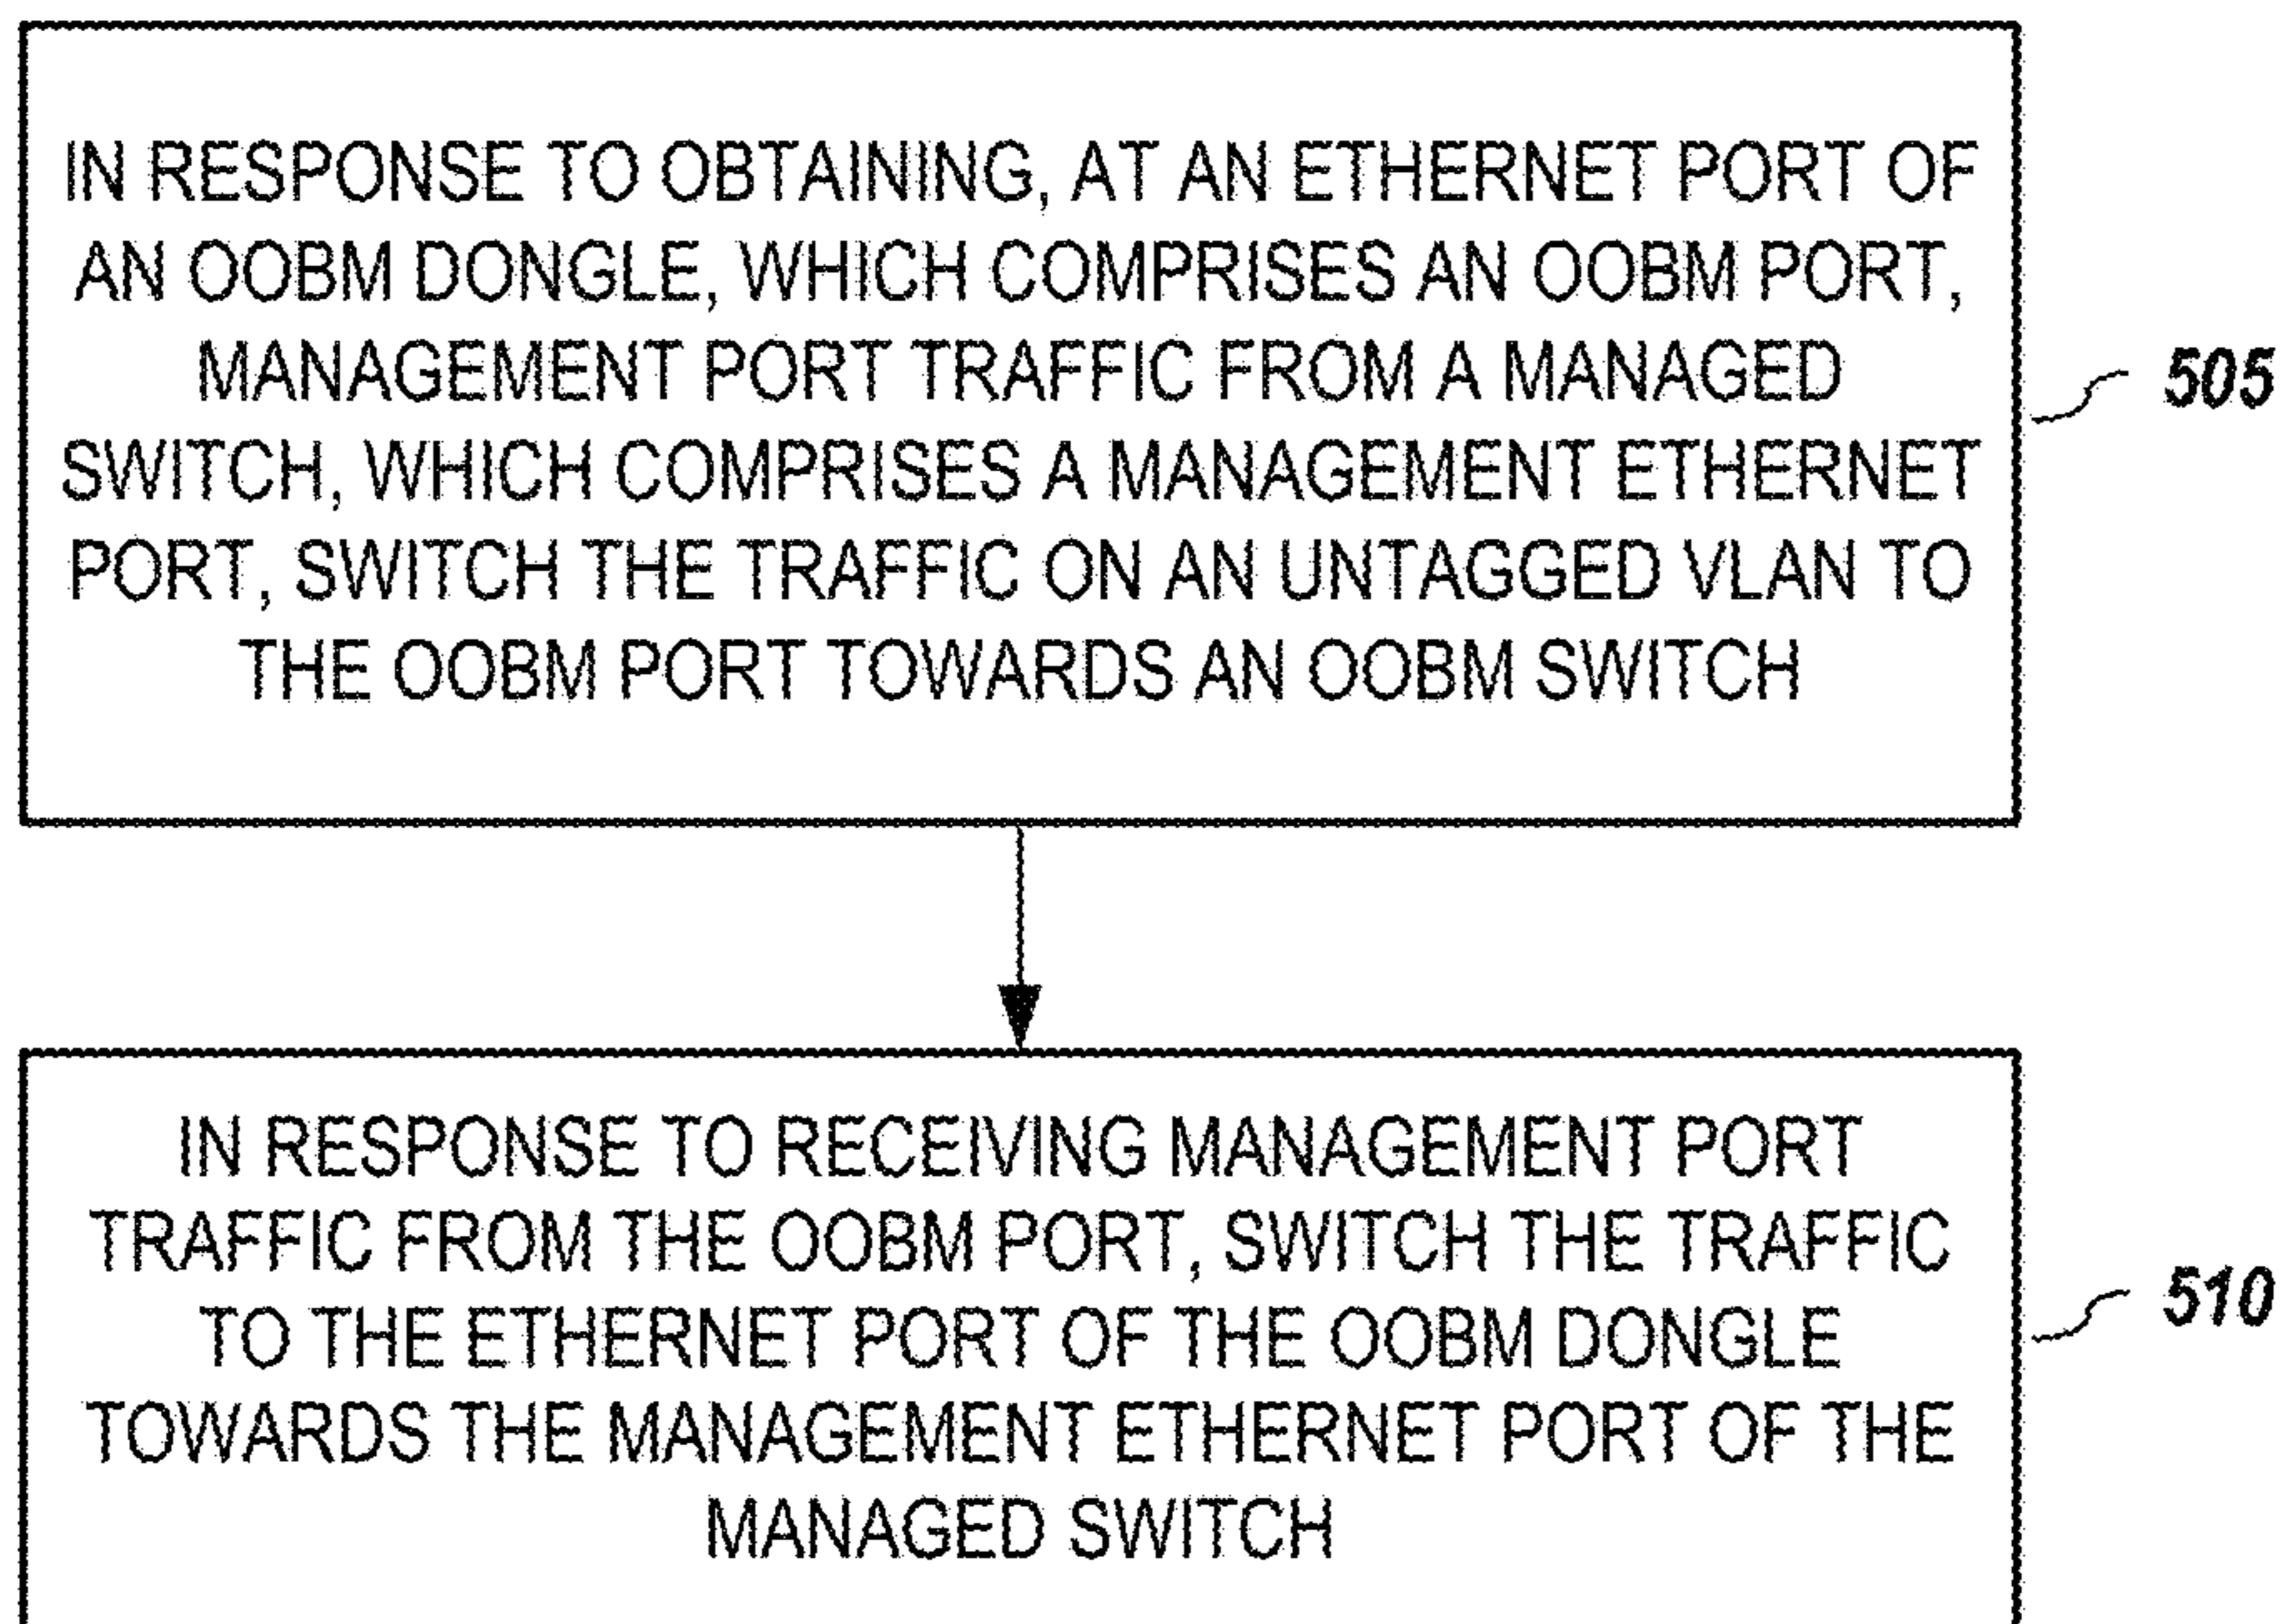 IN RESPONSE TO OBTAINING, AT AN ETHERNET PORT OF
AN OOBM DONGLE, WHICH COMPRISES AN OOBM PORT,
MANAGEMENT PORT TRAFFIC FROM A MANAGED
SWITCH, WHICH COMPRISES A MANAGEMENT ETHERNET
PORT, SWITCH THE TRAFFIC ON AN UNTAGGED VLAN TO
THE OOBM PORT TOWARDS AN OOBM SWITCH
505
IN RESPONSE TO RECEIVING MANAGEMENT PORT
TRAFFIC FROM THE OOBM PORT, SWITCH THE TRAFFIC
TO THE ETHERNET PORT OF THE OOBM DONGLE
TOWARDS THE MANAGEMENT ETHERNET PORT OF THE
MANAGED SWITCH
510